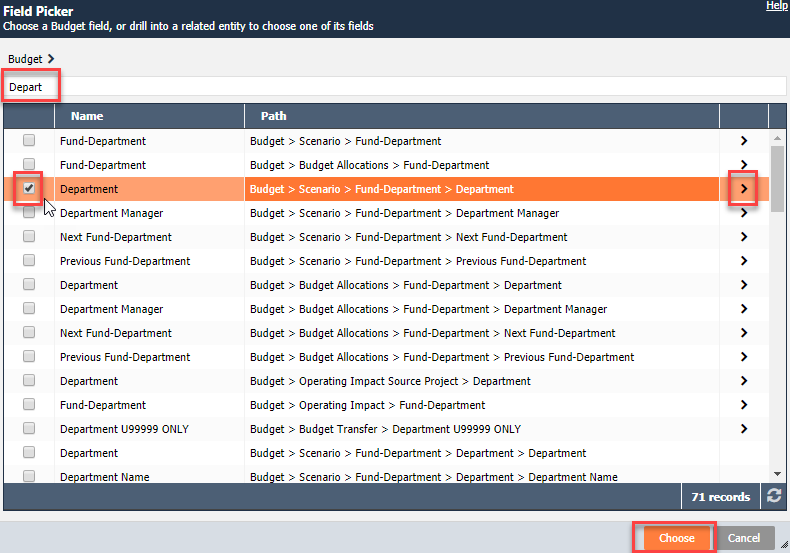 Field Picker
Help
Choose a Budget field, or drill into a related entity to choose one of its fields
Budget >
Depart
Name Path
Fund-Department Budget > Scenario > Fund-Department
Fund-Department Budget > Budget Allocations > Fund-Department
Department Budget > Scenario > Fund-Department > Department
Department Manager Budget > Scenario > Fund-Department > Department Manager
Next Fund-Department Budget > Scenario > Fund-Department > Next Fund-Department
Previous Fund-Department Budget > Scenario > Fund-Department > Previous Fund-Department
Department Budget > Budget Allocations > Fund-Department > Department
Department Manager Budget > Budget Allocations > Fund-Department > Department Manager
Next Fund-Department Budget > Budget Allocations > Fund-Department > Next Fund-Department
Previous Fund-Department Budget > Budget Allocations > Fund-Department > Previous Fund-Department
Department Budget > Operating Impact Source Project > Department
Fund-Department Budget > Operating Impact > Fund-Department
Department U99999 ONLY Budget > Budget Transfer > Department U99999 ONLY
Department Budget > Scenario > Fund-Department > Department > Department
Department Name Budget > Scenario > Fund-Department > Department > Department Name
71 records
Choose Cancel